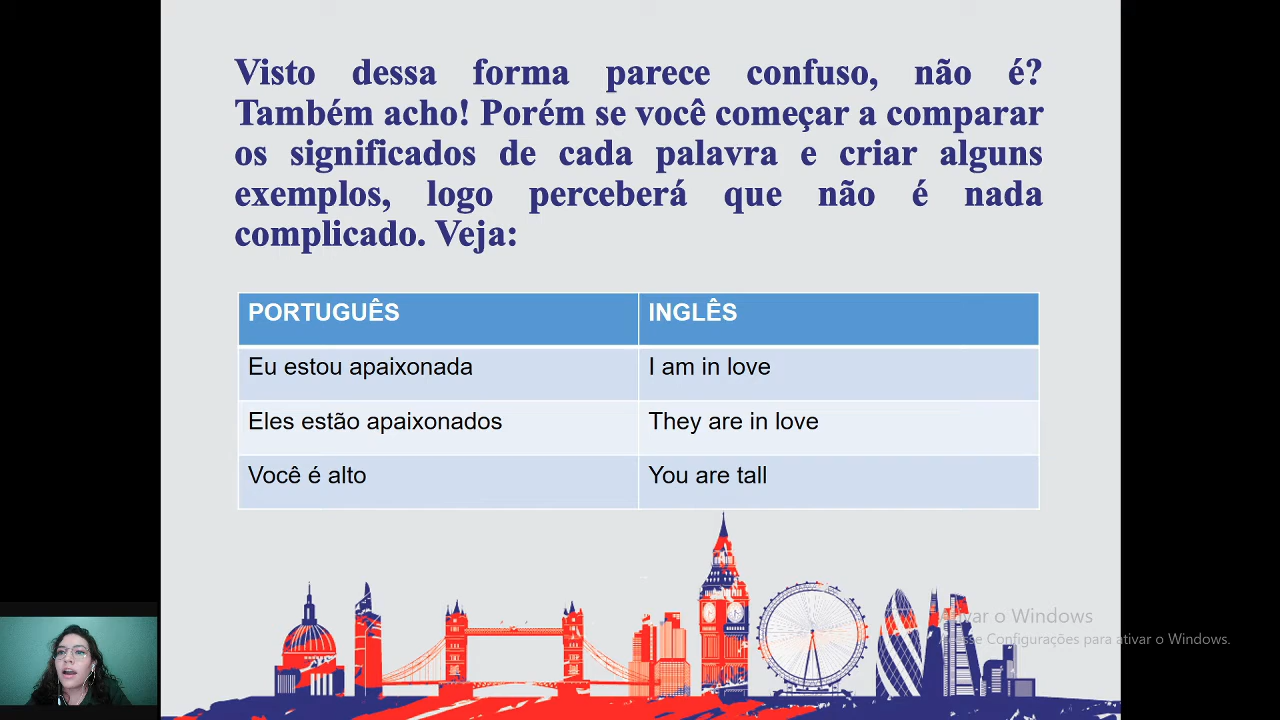 Visto dessa forma parece confuso, não é?
Também acho! Porém se você começar a comparar
os significados de cada palavra e criar alguns
exemplos, logo perceberá que não é nada
complicado. Veja:
PORTUGUÊS INGLÊS
Eu estou apaixonada I am in love
Eles estão apaixonados They are in love
Você é alto You are tall
Ativar o Windows
Acesse Configurações para ativar o Windows.